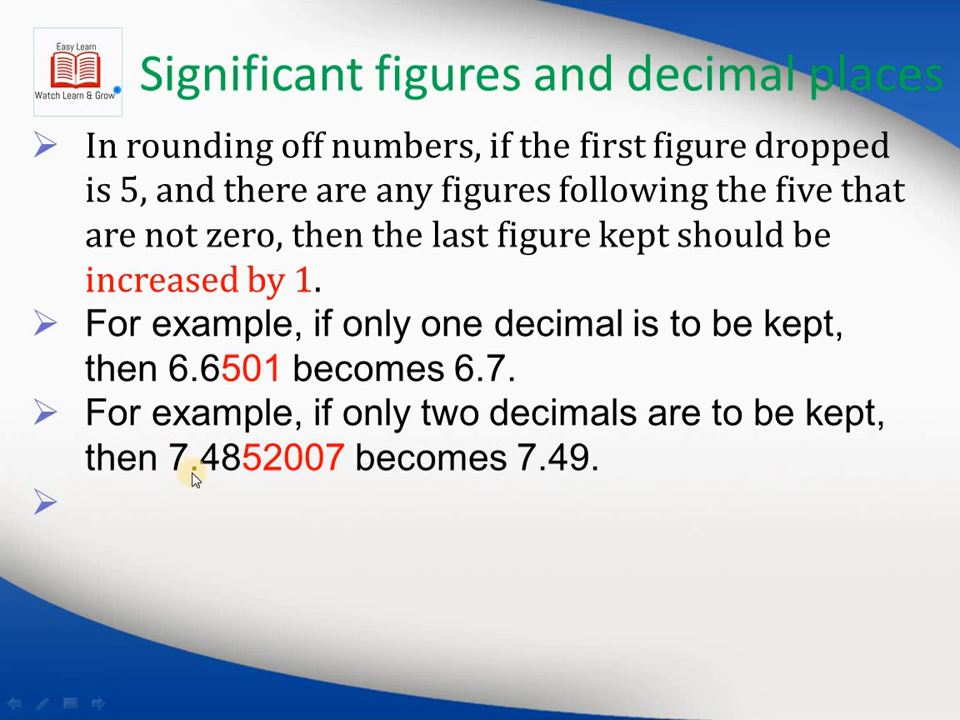 Easy Learn
Watch Learn & Grow
Significant figures and decimal places
In rounding off numbers, if the first figure dropped
is 5, and there are any figures following the five that
are not zero, then the last figure kept should be
increased by 1.
For example, if only one decimal is to be kept,
then 6.6501 becomes 6.7.
For example, if only two decimals are to be kept,
then 7.4852007 becomes 7.49.